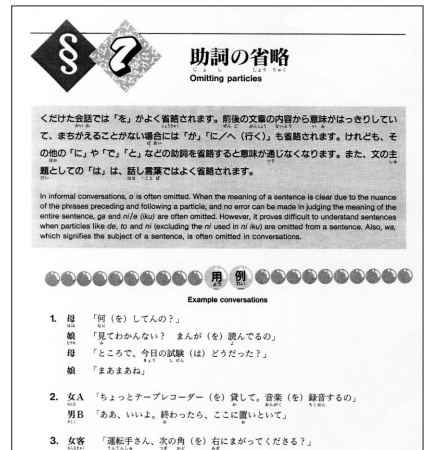 § ?
助詞の省略
じょし しょうりゃく
Omitting particles
くだけた会話では「を」がよく省略されます。前後の文章の内容から意味がはっきりしてい
て、まちがえることがない場合には「が」「に／へ（行く）」も省略されます。けれども、そ
の他の「に」や「で」と」などの助詞を省略すると意味が通じなくなります。また、文の主
題としての「は」は、話し言葉ではよく省略されます。
In informal conversations, o is often omitted. When the meaning of a sentence is clear due to the nuance
of the phrases preceding and following a particle, and no error can be made in judging the meaning of the
entire sentence, ga and ni/e (iku) are often omitted. However, it proves difficult to understand sentences
when particles like de, to and ni (excluding the ni used in ni iku) are omitted from a sentence. Also, wa,
which signifies the subject of a sentence, is often omitted in conversations.
用例
よう れい
Example conversations
1. 母 「何（を）してんの？」
娘 「見てわかんない？ まんが（を）読んでるの」
母 「ところで、今日の試験（は）どうだった？」
娘 「まあまあね」
2. 女A 「ちょっとテープレコーダー（を）貸して。音楽（を）録音するの」
男B 「ああ、いいよ。終わったら、ここに置いといて」
3. 女客 「運転手さん、次の角（を）右にまがってくださる？」